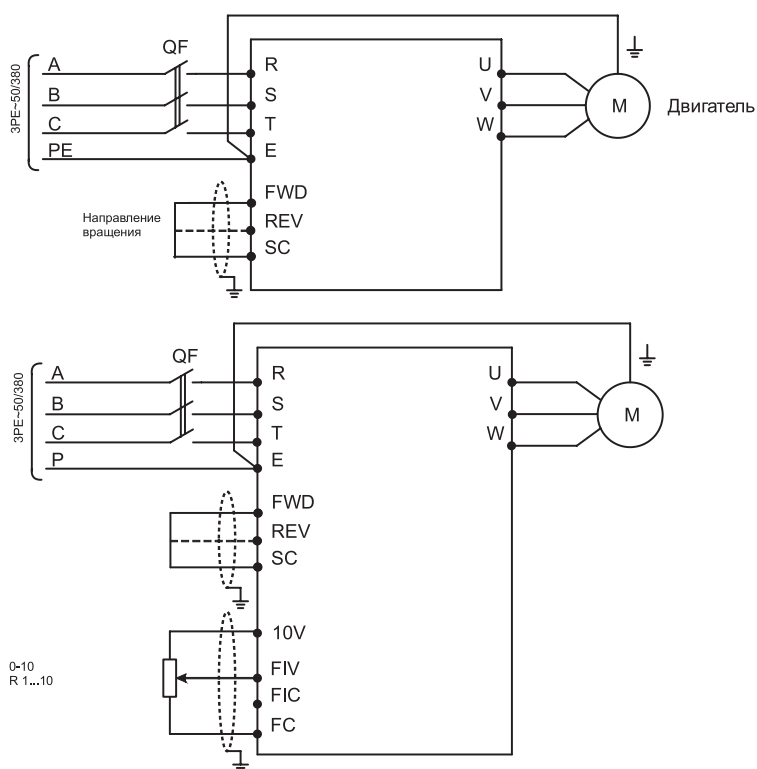 QF
3PE~50/380
A
B
C
PE
R
S
T
E
U
V
W
M
Двигатель
Направление
вращения
FWD
REV
SC
QF
3PE~50/380
A
B
C
P
R
S
T
E
U
V
W
M
FWD
REV
SC
10V
FIV
FIC
FC
0-10
R 1...10